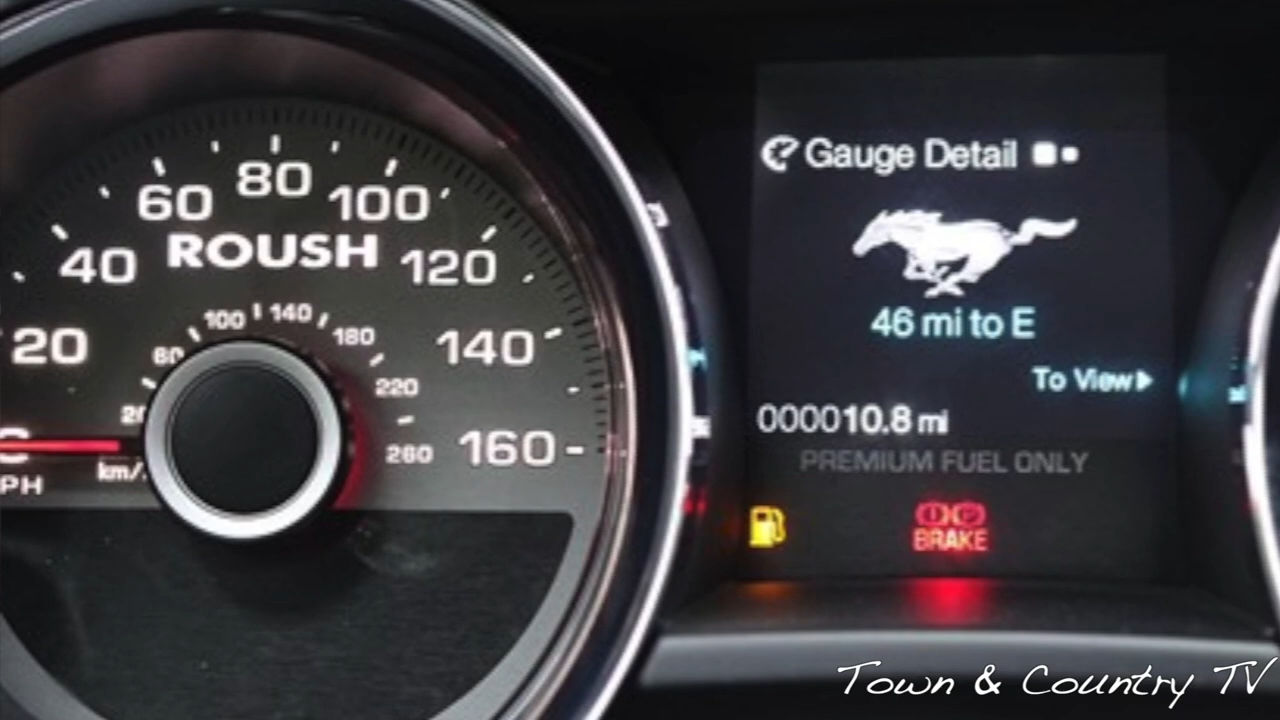 20
40
60
80
100
120
140
160
ROUSH
80
100
140
180
220
260
km/
PH
Gauge Detail
46 mi to E
To View
000010.8 mi
PREMIUM FUEL ONLY
BRAKE
Town & Country TV